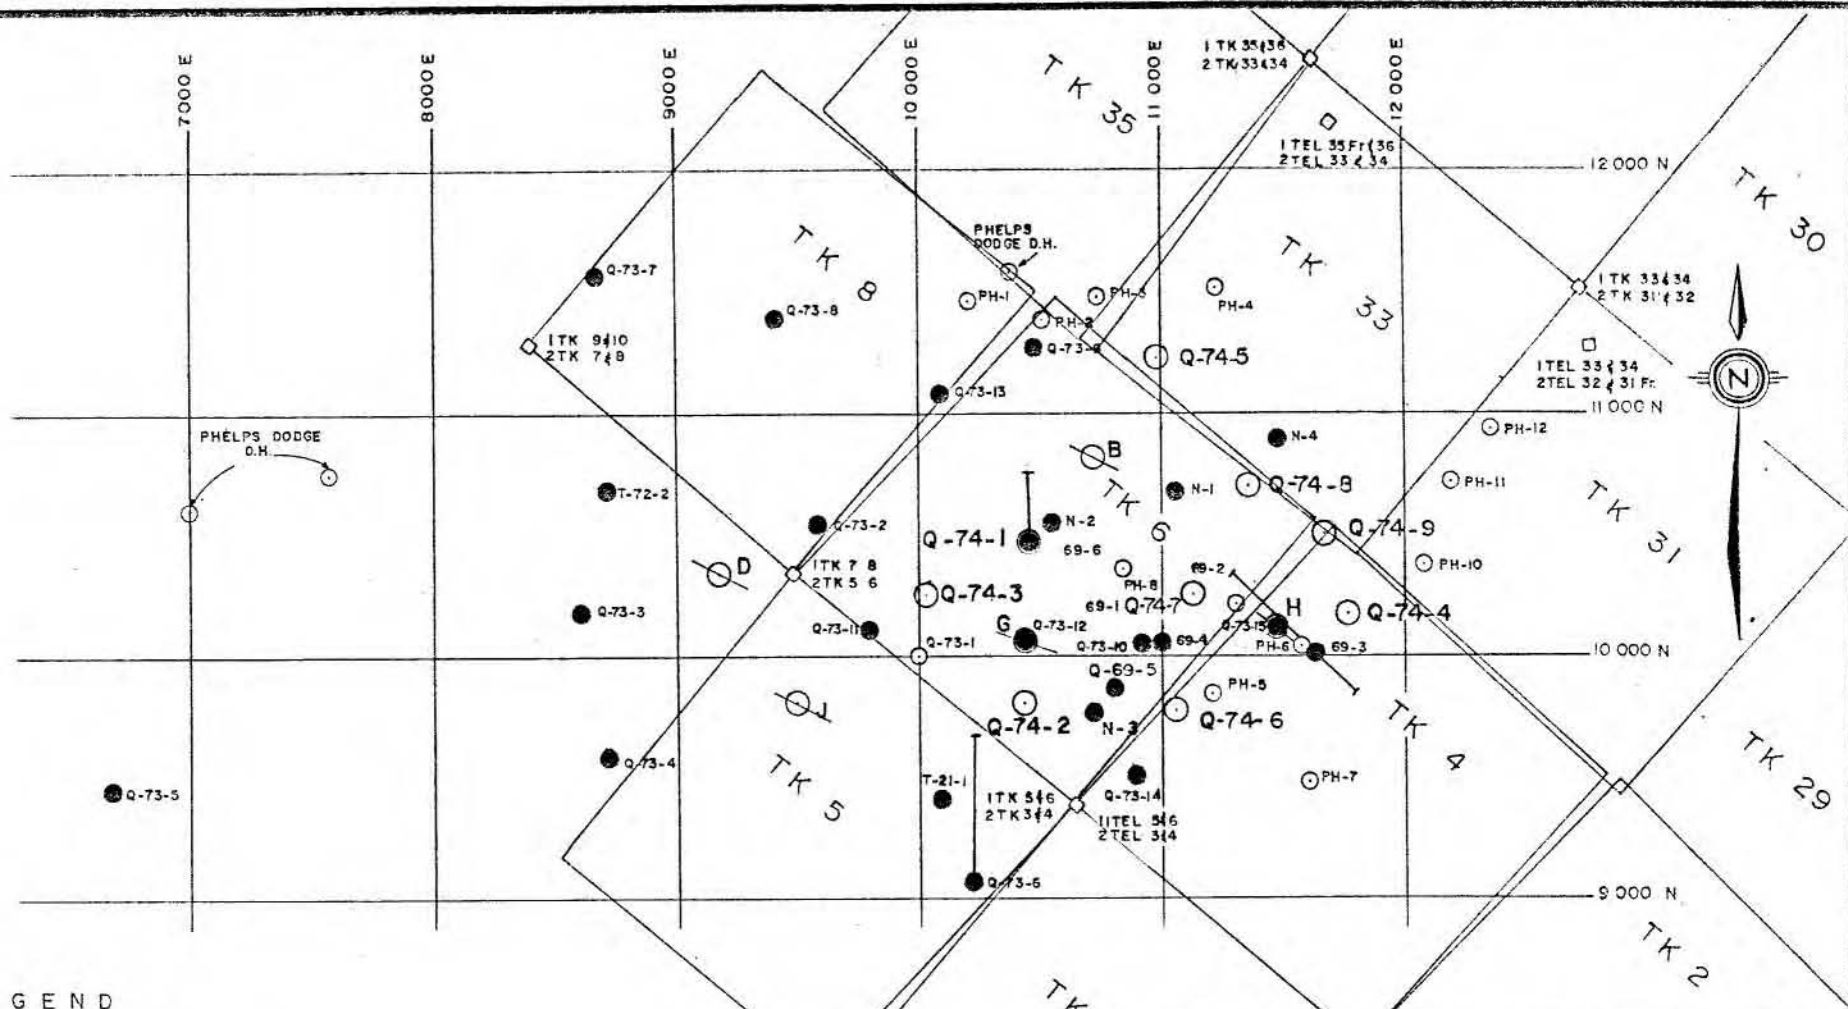 7000 E
8000 E
9000 E
10 000 E
11 000 E
12 000 E
1 TK 35 & 36
2 TK 33 & 34
TK 35
1 TEL 35 Fr & 36
2 TEL 33 & 34
12 000 N
TK 30
TK 8
PHELPS
DODGE D.H.
TK 33
Q-73-7
PH-1
PH-3
PH-4
1 TK 33 & 34
2 TK 31 & 32
Q-73-8
PH-2
1 TK 9 & 10
2 TK 7 & 8
Q-73-9
Q-74-5
1 TEL 33 & 34
2 TEL 32 & 31 Fr.
N
Q-73-13
11 000 N
PHELPS DODGE
D.H.
B
N-4
PH-12
T-72-2
TK 6
N-1
Q-74-8
PH-11
TK 31
Q-73-2
N-2
Q-74-1
69-6
Q-74-9
D
1 TK 7 8
2 TK 5 6
PH-8
69-2
PH-10
Q-74-3
69-1
Q-74-7
H
Q-74-4
Q-73-3
Q-73-11
G
Q-73-12
Q-73-15
Q-73-1
Q-73-10
69-4
PH-6
69-3
10 000 N
Q-69-5
PH-5
J
Q-74-2
N-3
Q-74-6
TK 4
Q-73-4
TK 5
T-21-1
Q-73-14
PH-7
TK 29
Q-73-5
1 TK 5 & 6
2 TK 3 & 4
1 TEL 5 & 6
2 TEL 3 & 4
Q-73-6
9 000 N
TK 2
TK
GEND